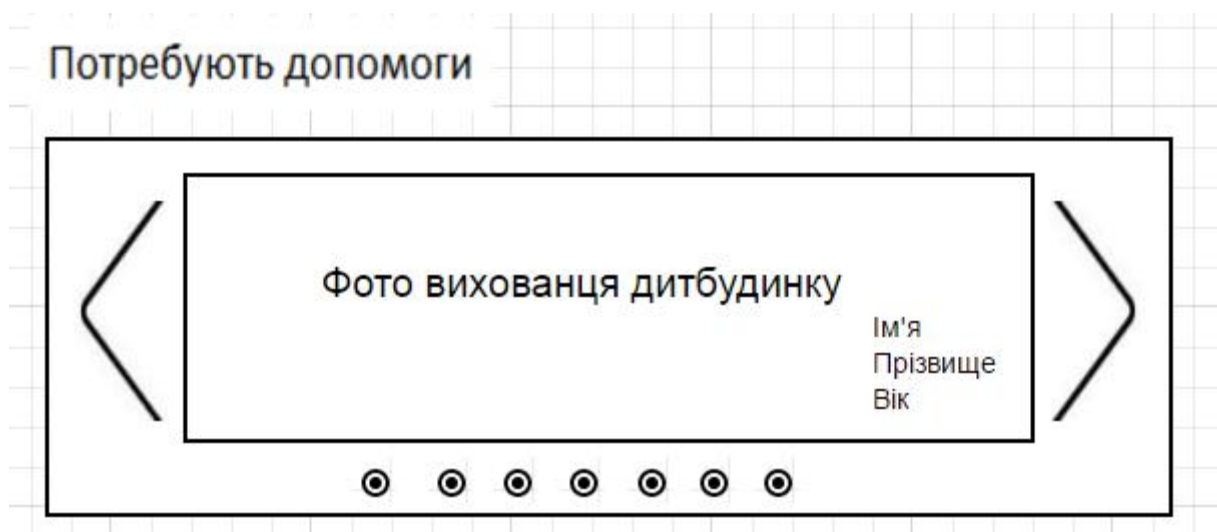 Потребують допомоги
Фото вихованця дитбудинку
Ім'я
Прізвище
Вік